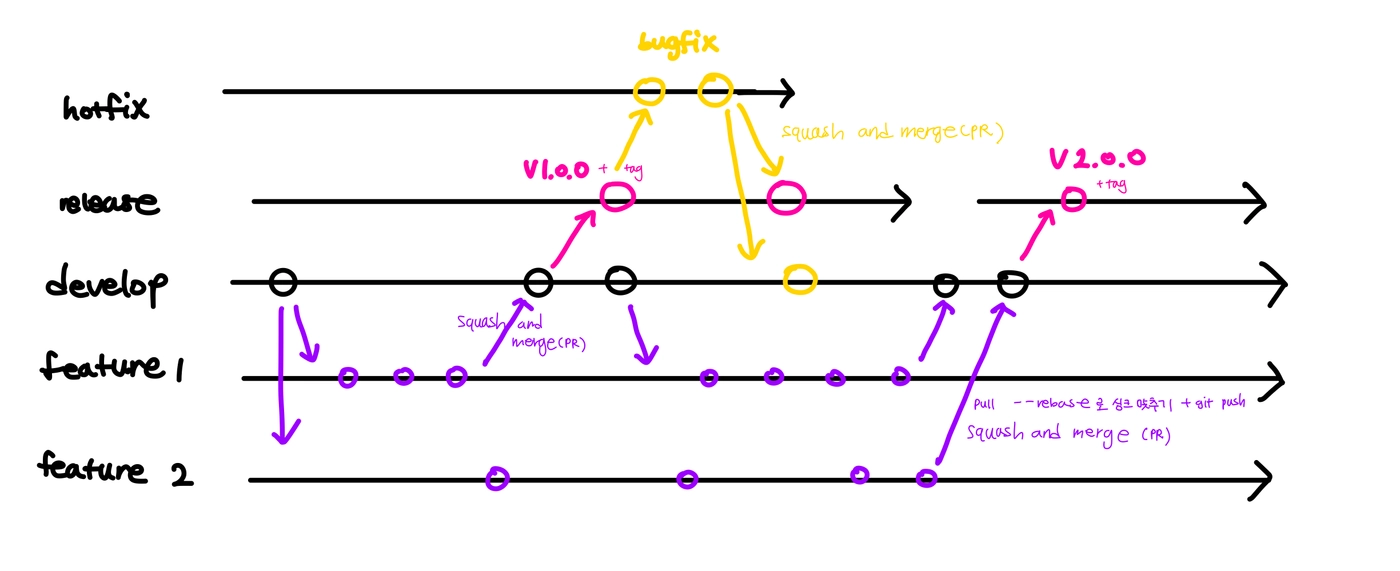 bugfix
hotfix
squash and merge(PR)
V1.0.0 + tag
V2.0.0
+ tag
release
develop
Squash and
merge(PR)
feature 1
pull --rebase로 싱크 맞추기 + git push
Squash and merge (PR)
feature 2